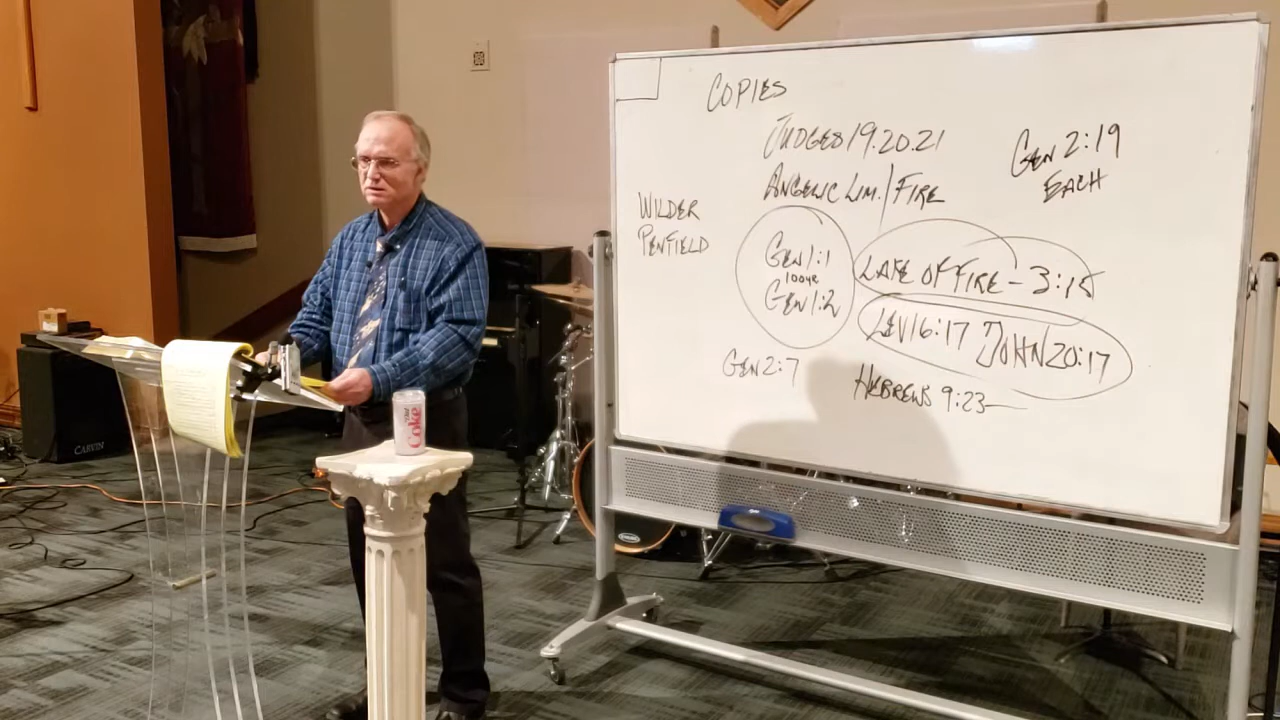 COPIES
JUDGES 19.20.21
GEN 2:19
EACH
ANGELIC LIM./FIRE
WILDER
PENFIELD
GEN 1:1
100YR
GEN 1:2
LAKE OF FIRE -
LEV 16:17 JOHN 20:17
GEN 2:7
HEBREWS 9:23-
Diet
Coke
CARVIN